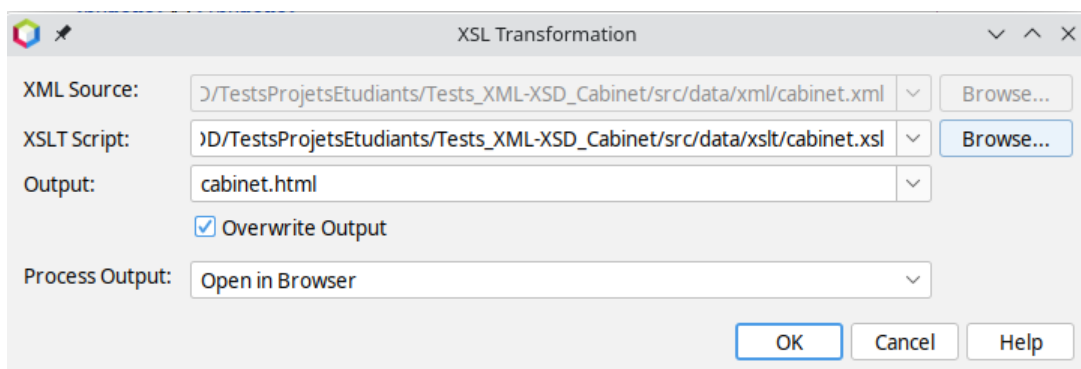 XSL Transformation
XML Source: D/TestsProjetsEtudiants/Tests_XML-XSD_Cabinet/src/data/xml/cabinet.xml Browse...
XSLT Script: DD/TestsProjetsEtudiants/Tests_XML-XSD_Cabinet/src/data/xslt/cabinet.xsl Browse...
Output: cabinet.html
Overwrite Output
Process Output: Open in Browser
OK Cancel Help